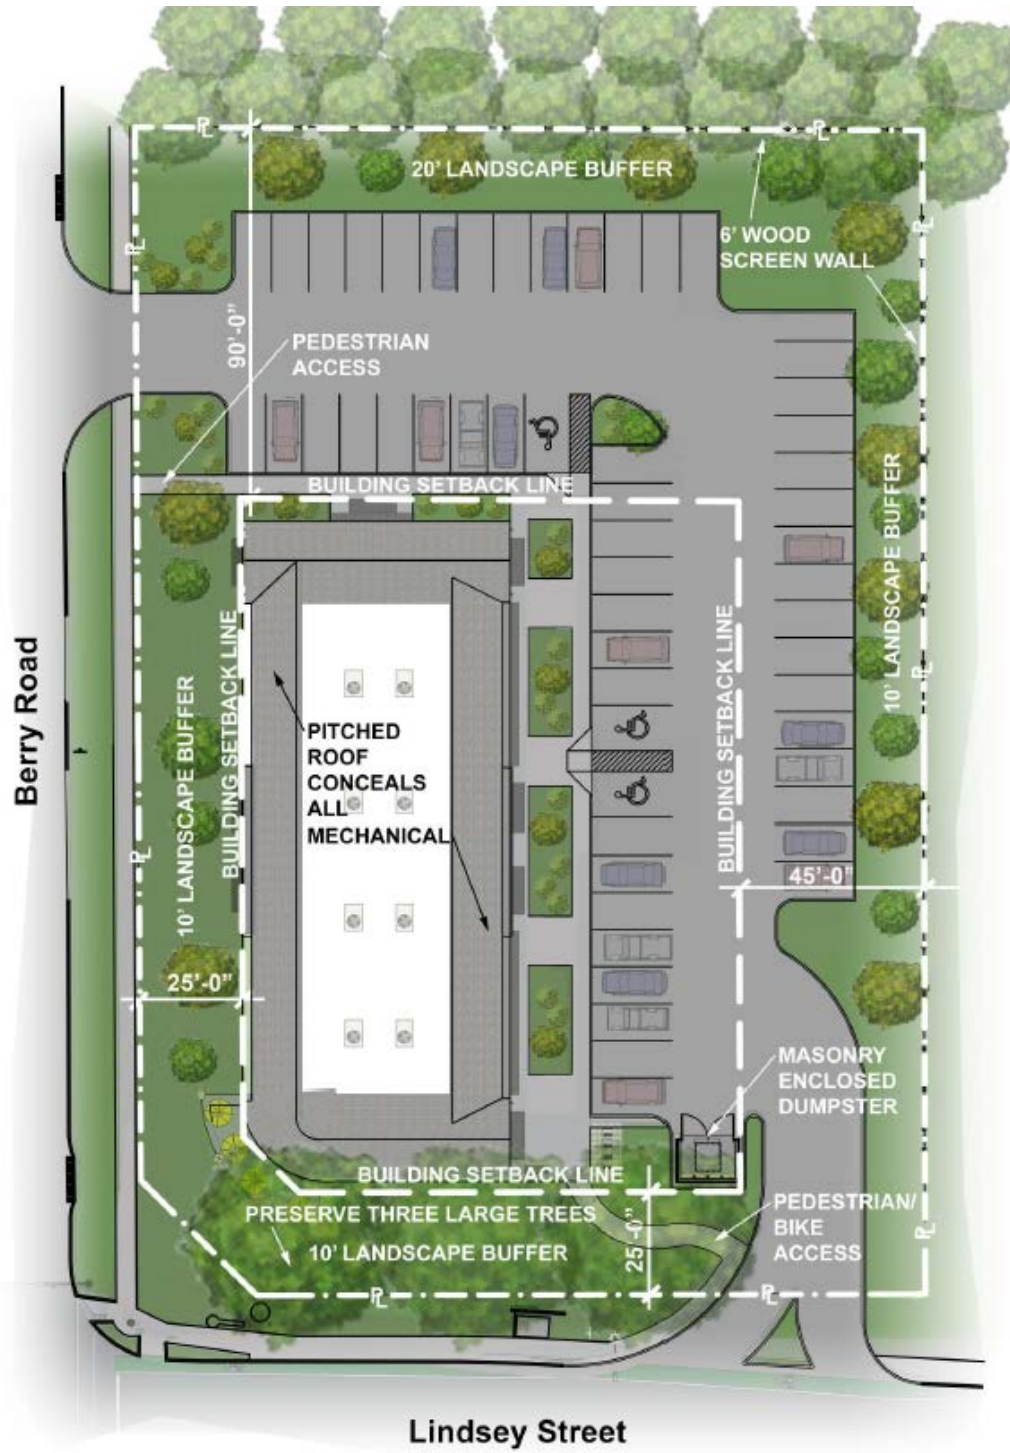 PL
PL
20' LANDSCAPE BUFFER
PL
PL
6' WOOD
SCREEN WALL
90'-0"
PEDESTRIAN
ACCESS
BUILDING SETBACK LINE
10' LANDSCAPE BUFFER
PL
BUILDING SETBACK LINE
BUILDING SETBACK LINE
10' LANDSCAPE BUFFER
Berry Road
PITCHED
ROOF
CONCEALS
ALL
MECHANICAL
PL
45'-0"
25'-0"
MASONRY
ENCLOSED
DUMPSTER
BUILDING SETBACK LINE
PRESERVE THREE LARGE TREES
10' LANDSCAPE BUFFER
25'-0"
PEDESTRIAN/
BIKE
ACCESS
PL
PL
PL
Lindsey Street